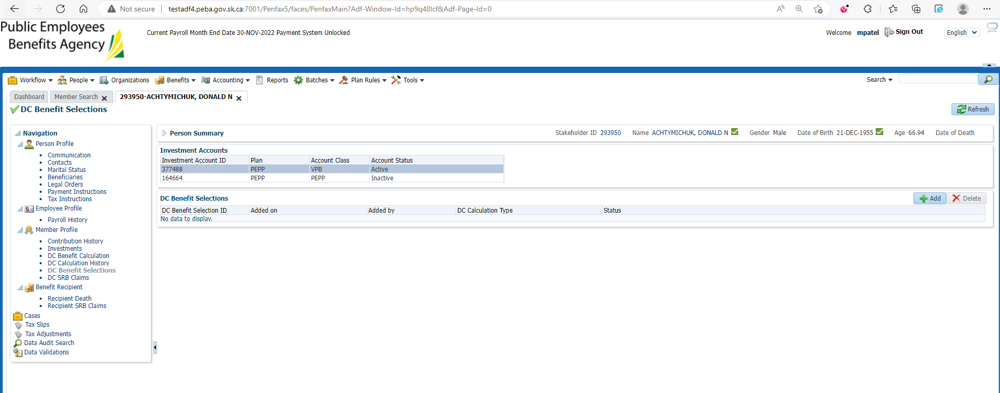 Not secure testadf4.peba.gov.sk.ca:7001/Penfax5/faces/PenfaxMain?Adf-Window-Id=hp9q48lcf&Adf-Page-Id=0
Public Employees
Benefits Agency
Current Payroll Month End Date 30-NOV-2022 Payment System Unlocked
Welcome mpatel Sign Out English
Workflow People Organizations Benefits Accounting Reports Batches Plan Rules Tools Search
Dashboard Member Search 293950-ACHTYMICHUK, DONALD N
DC Benefit Selections Refresh
Navigation
Person Profile
Communication
Contacts
Marital Status
Beneficiaries
Legal Orders
Payment Instructions
Tax Instructions
Employee Profile
Payroll History
Member Profile
Contribution History
Investments
DC Benefit Calculation
DC Calculation History
DC Benefit Selections
DC SRB Claims
Benefit Recipient
Recipient Death
Recipient SRB Claims
Cases
Tax Slips
Tax Adjustments
Data Audit Search
Data Validations
Person Summary Stakeholder ID 293950 Name ACHTYMICHUK, DONALD N Gender Male Date of Birth 21-DEC-1955 Age 66.94 Date of Death
Investment Accounts
Investment Account ID Plan Account Class Account Status
377488 PEPP VPB Active
164664 PEPP PEPP Inactive
DC Benefit Selections Add Delete
DC Benefit Selection ID Added on Added by DC Calculation Type Status
No data to display.